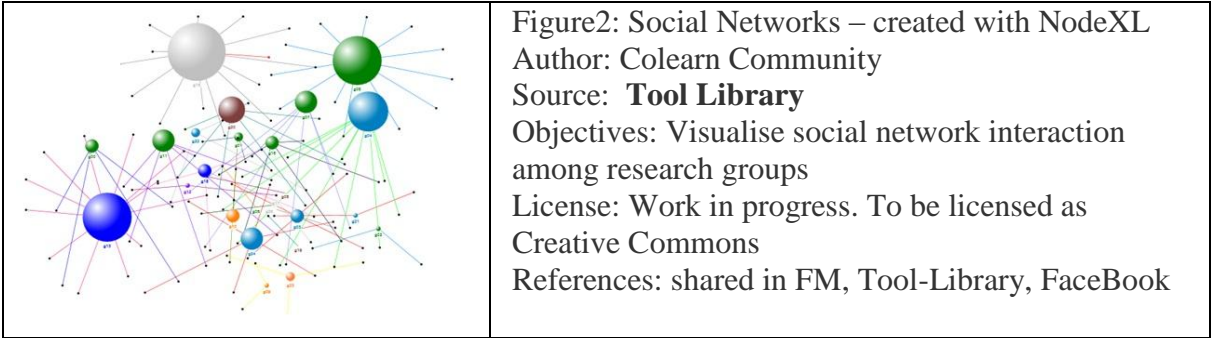 Figure2: Social Networks – created with NodeXL
Author: Colearn Community
Source: Tool Library
Objectives: Visualise social network interaction
among research groups
License: Work in progress. To be licensed as
Creative Commons
References: shared in FM, Tool-Library, FaceBook